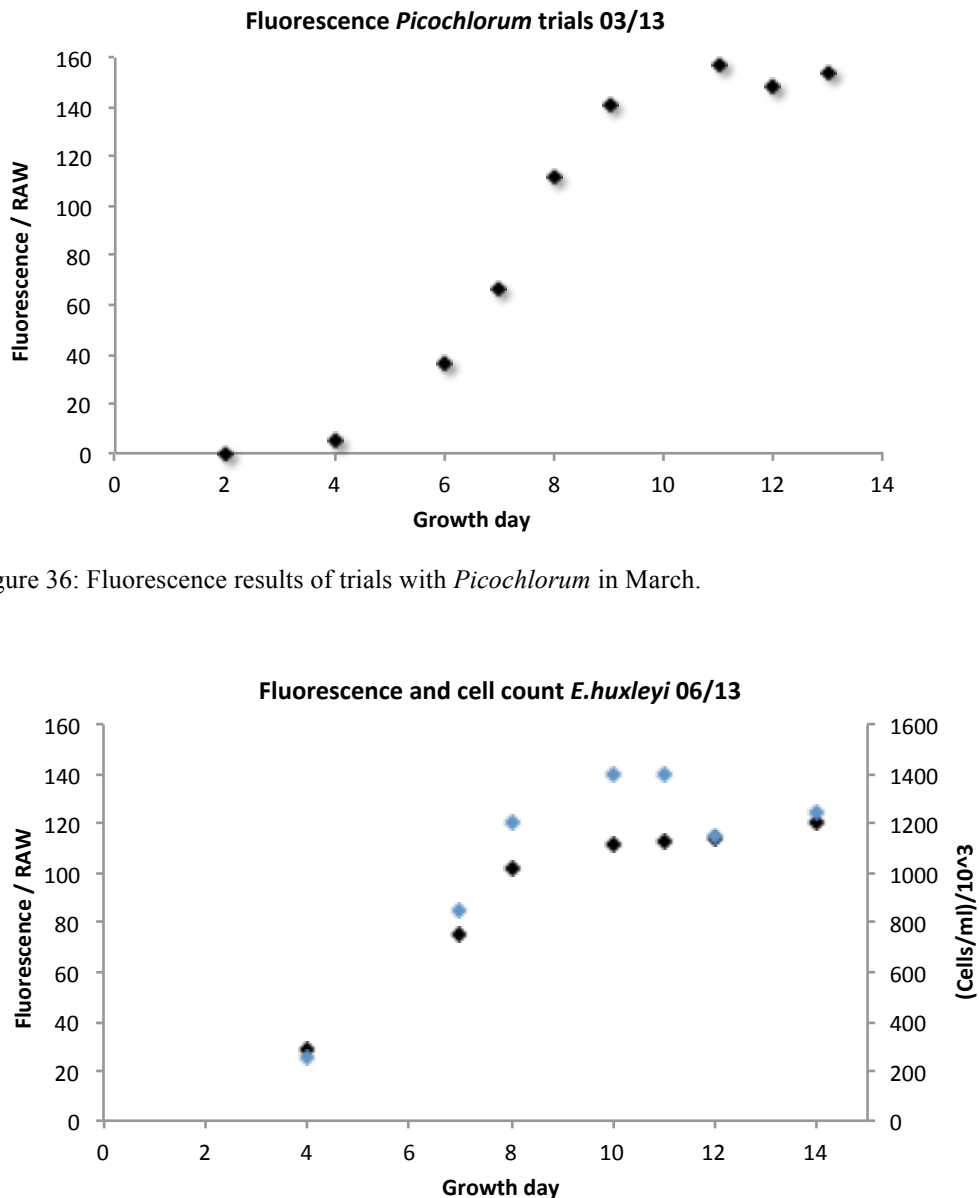 Fluorescence Picochlorum trials 03/13
160
140
120
100
80
60
40
20
0
Fluorescence / RAW
0 2 4 6 8 10 12 14
Growth day
gure 36: Fluorescence results of trials with Picochlorum in March.
Fluorescence and cell count E.huxleyi 06/13
160
140
120
100
80
60
40
20
0
Fluorescence / RAW
1600
1400
1200
1000
800
600
400
200
0
(Cells/ml)/10^3
0 2 4 6 8 10 12 14
Growth day